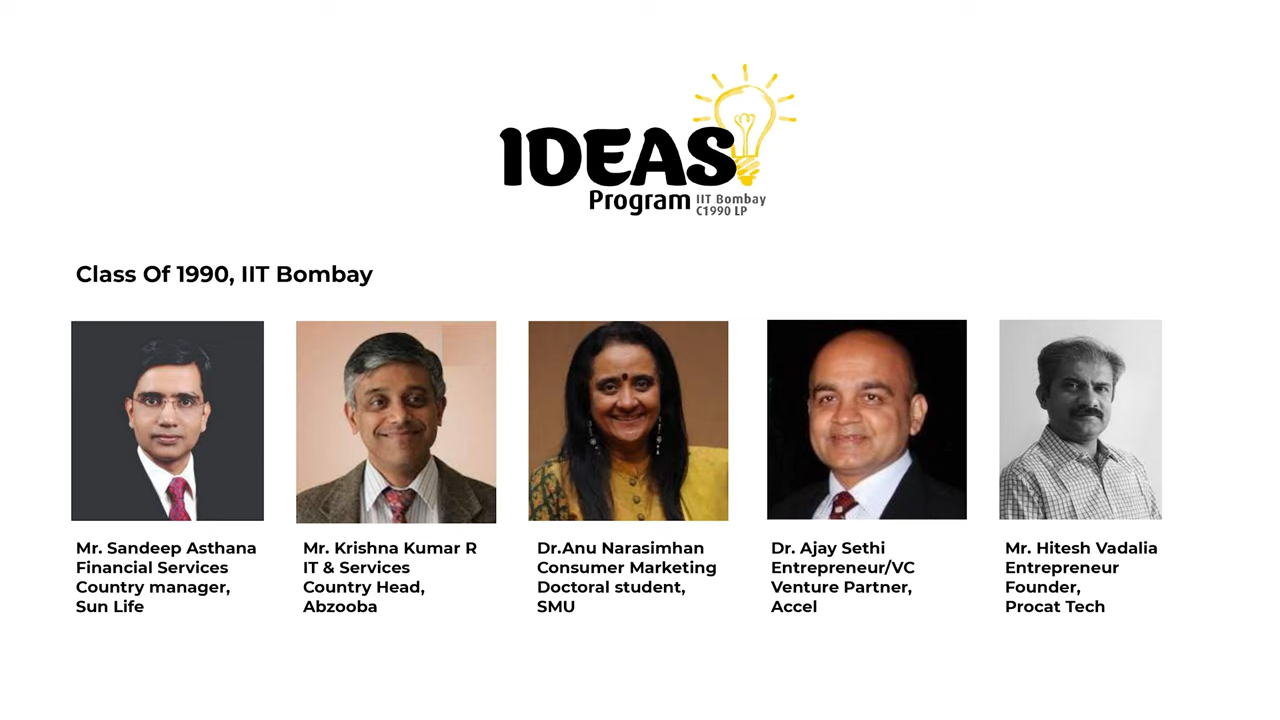 IDEAS
Program IIT Bombay
C1990 LP
Class Of 1990, IIT Bombay
Mr. Sandeep Asthana
Financial Services
Country manager,
Sun Life
Mr. Krishna Kumar R
IT & Services
Country Head,
Abzooba
Dr.Anu Narasimhan
Consumer Marketing
Doctoral student,
SMU
Dr. Ajay Sethi
Entrepreneur/VC
Venture Partner,
Accel
Mr. Hitesh Vadalia
Entrepreneur
Founder,
Procat Tech